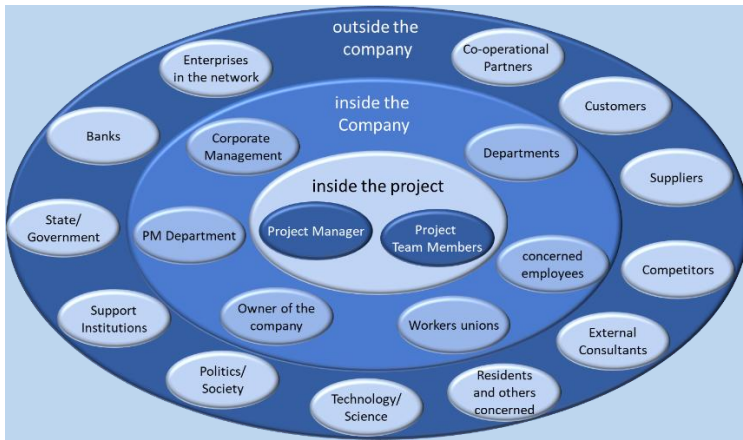 outside the
company
Enterprises
in the network
Co-operational
Partners
Customers
Banks
Suppliers
State/
Government
Competitors
Support
Institutions
External
Consultants
Politics/
Society
Technology/
Science
Residents
and others
concerned
inside the
Company
Corporate
Management
Departments
PM Department
concerned
employees
Owner of the
company
Workers unions
inside the project
Project Manager
Project
Team Members